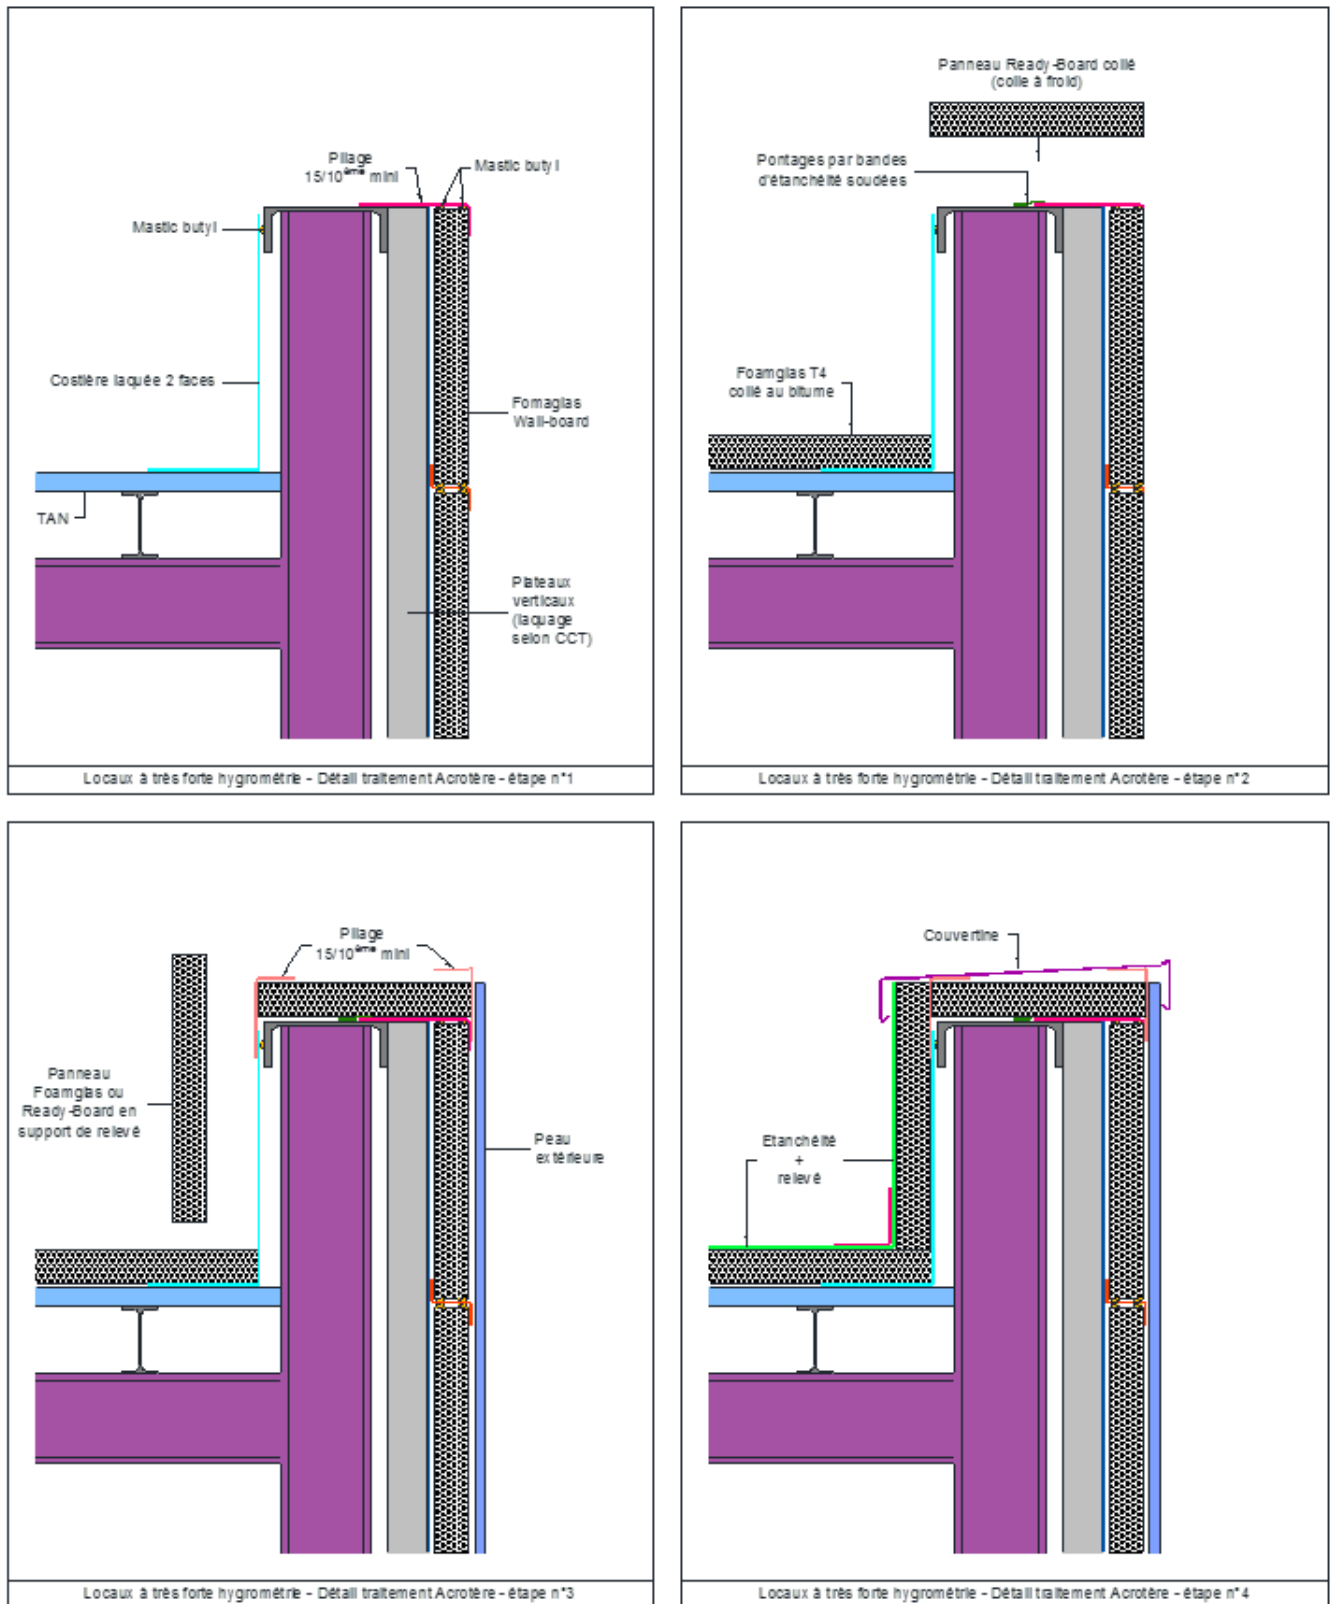 Pliage
15/10ème mini
Mastic butyl
Mastic butyl
Costière laquée 2 faces
Fomaglas
Wall-board
TAN
Plateaux
verticaux
(laquage
selon CCT)
Locaux à très forte hygrométrie - Détail traitement Acrotère - étape n°1
Panneau Ready-Board collé
(colle à froid)
Pontages par bandes
d'étanchéité soudées
Foamglas T4
collé au bitume
Locaux à très forte hygrométrie - Détail traitement Acrotère - étape n°2
Pliage
15/10ème mini
Panneau
Foamglas ou
Ready-Board en
support de relevé
Peau
extérieure
Locaux à très forte hygrométrie - Détail traitement Acrotère - étape n°3
Couvertine
Etanchéité
+
relevé
Locaux à très forte hygrométrie - Détail traitement Acrotère - étape n°4